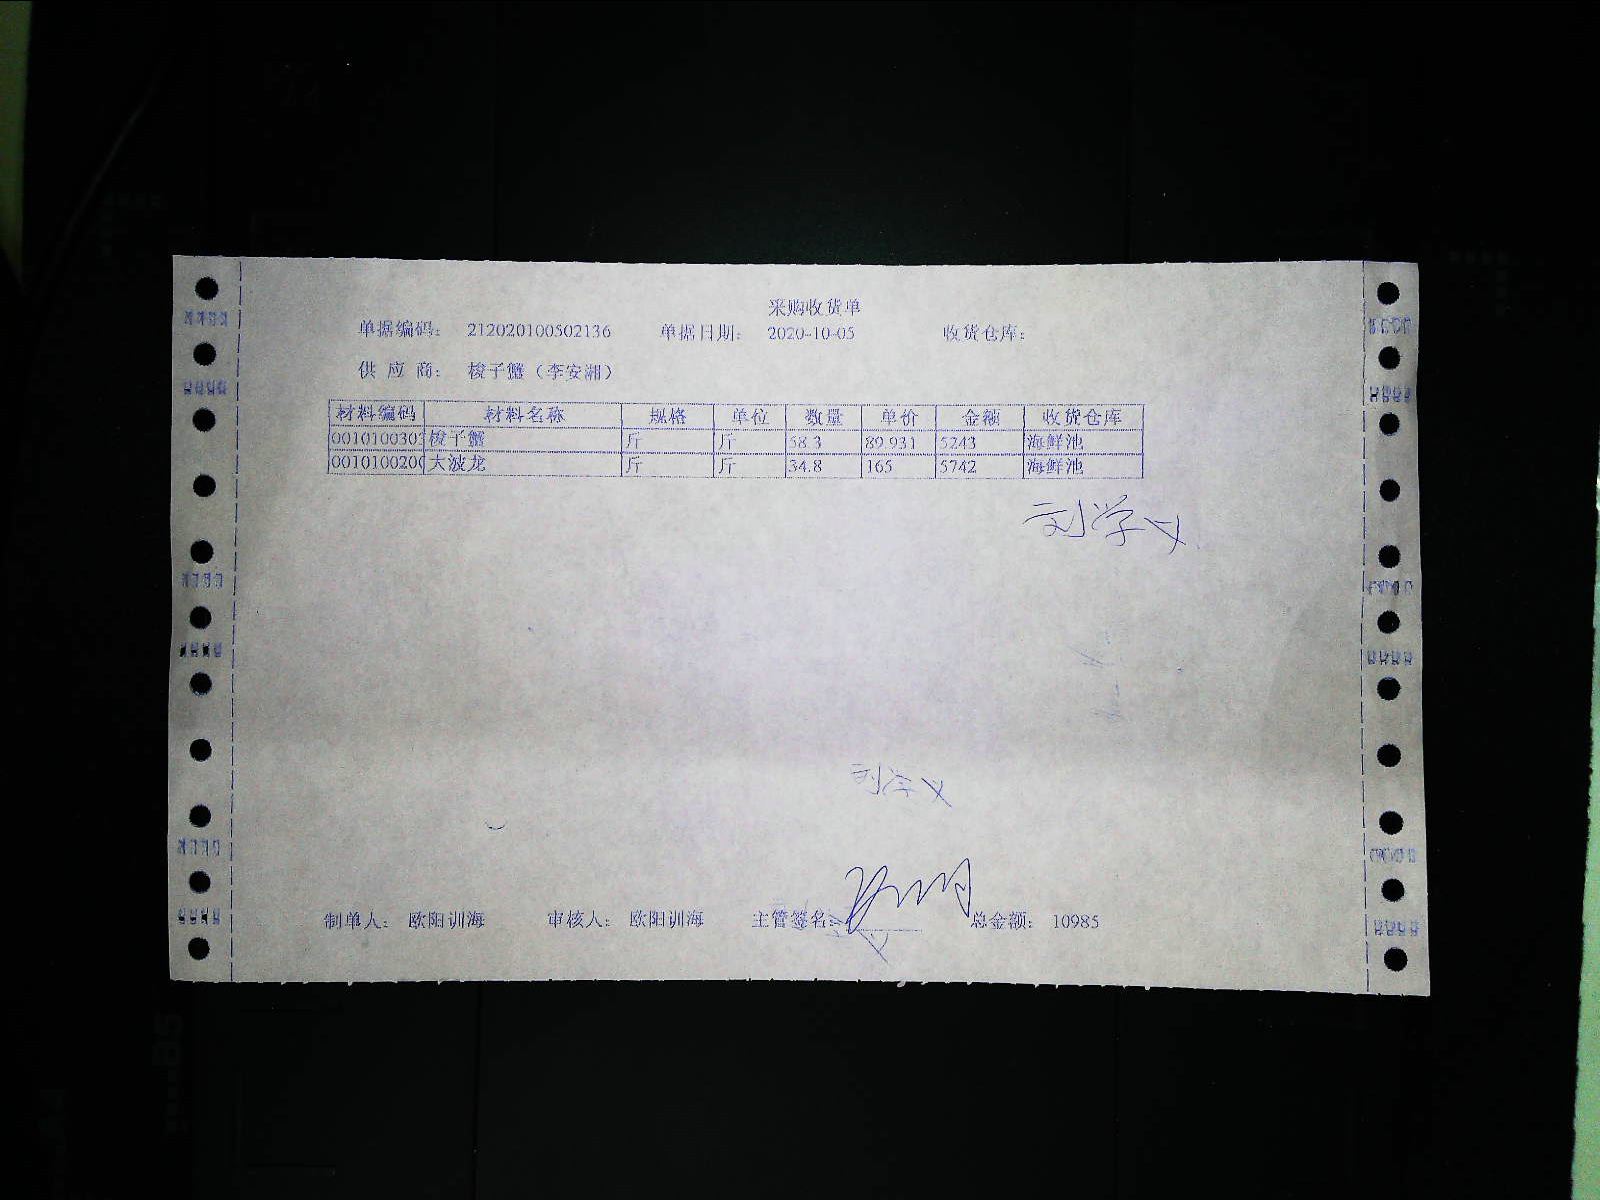 采购收货单
单据编码： 212020100502136 单据日期： 2020-10-05 收货仓库：
供 应 商： 梭子蟹（李安湘）
材料编码 材料名称 规格 单位 数量 单价 金额 收货仓库
0010100303 梭子蟹 斤 斤 58.3 89.931 5243 海鲜池
0010100200 大波龙 斤 斤 34.8 165 5742 海鲜池
刘学义
刘学义
制单人： 欧阳训海 审核人： 欧阳训海 主管签名： 总金额： 10985